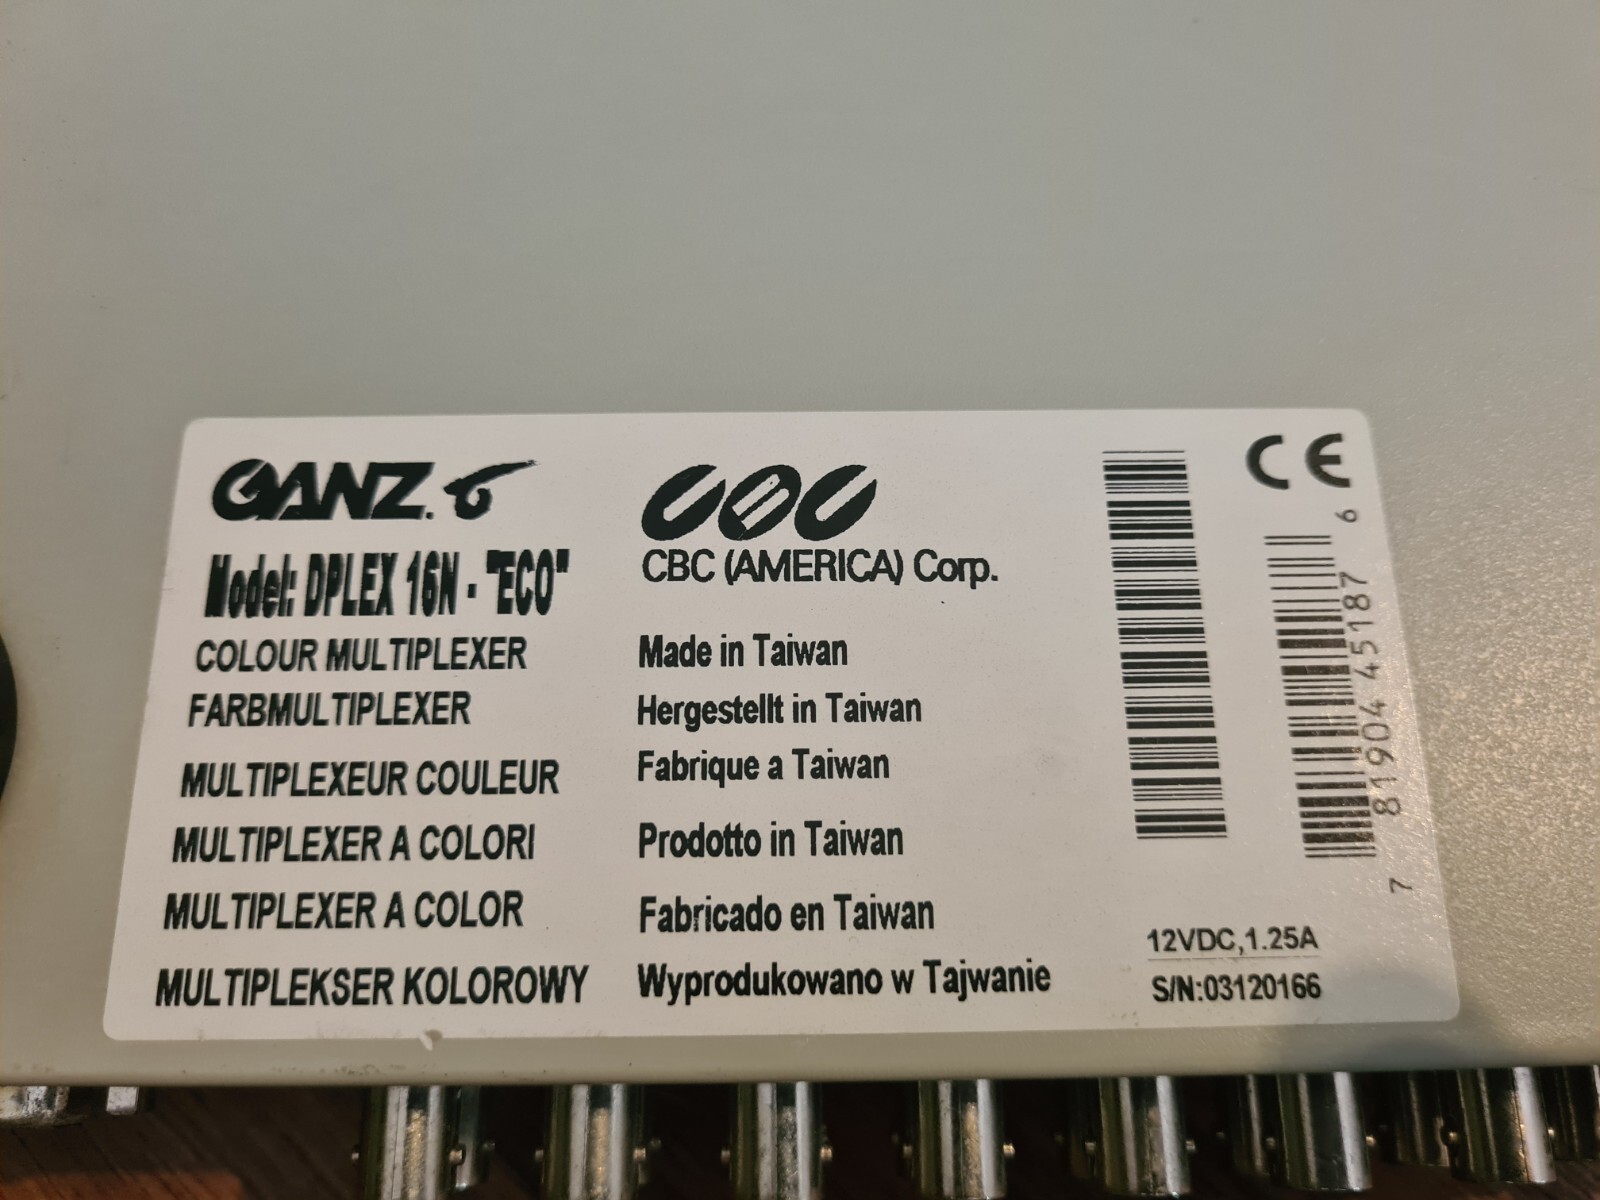 GANZ.
Model: DPLEX 16N - "ECO"
COLOUR MULTIPLEXER
FARBMULTIPLEXER
MULTIPLEXEUR COULEUR
MULTIPLEXER A COLORI
MULTIPLEXER A COLOR
MULTIPLEKSER KOLOROWY
CBC
CBC (AMERICA) Corp.
Made in Taiwan
Hergestellt in Taiwan
Fabrique a Taiwan
Prodotto in Taiwan
Fabricado en Taiwan
Wyprodukowano w Tajwanie
CE
7 81904 45187 6
12VDC,1.25A
S/N:03120166